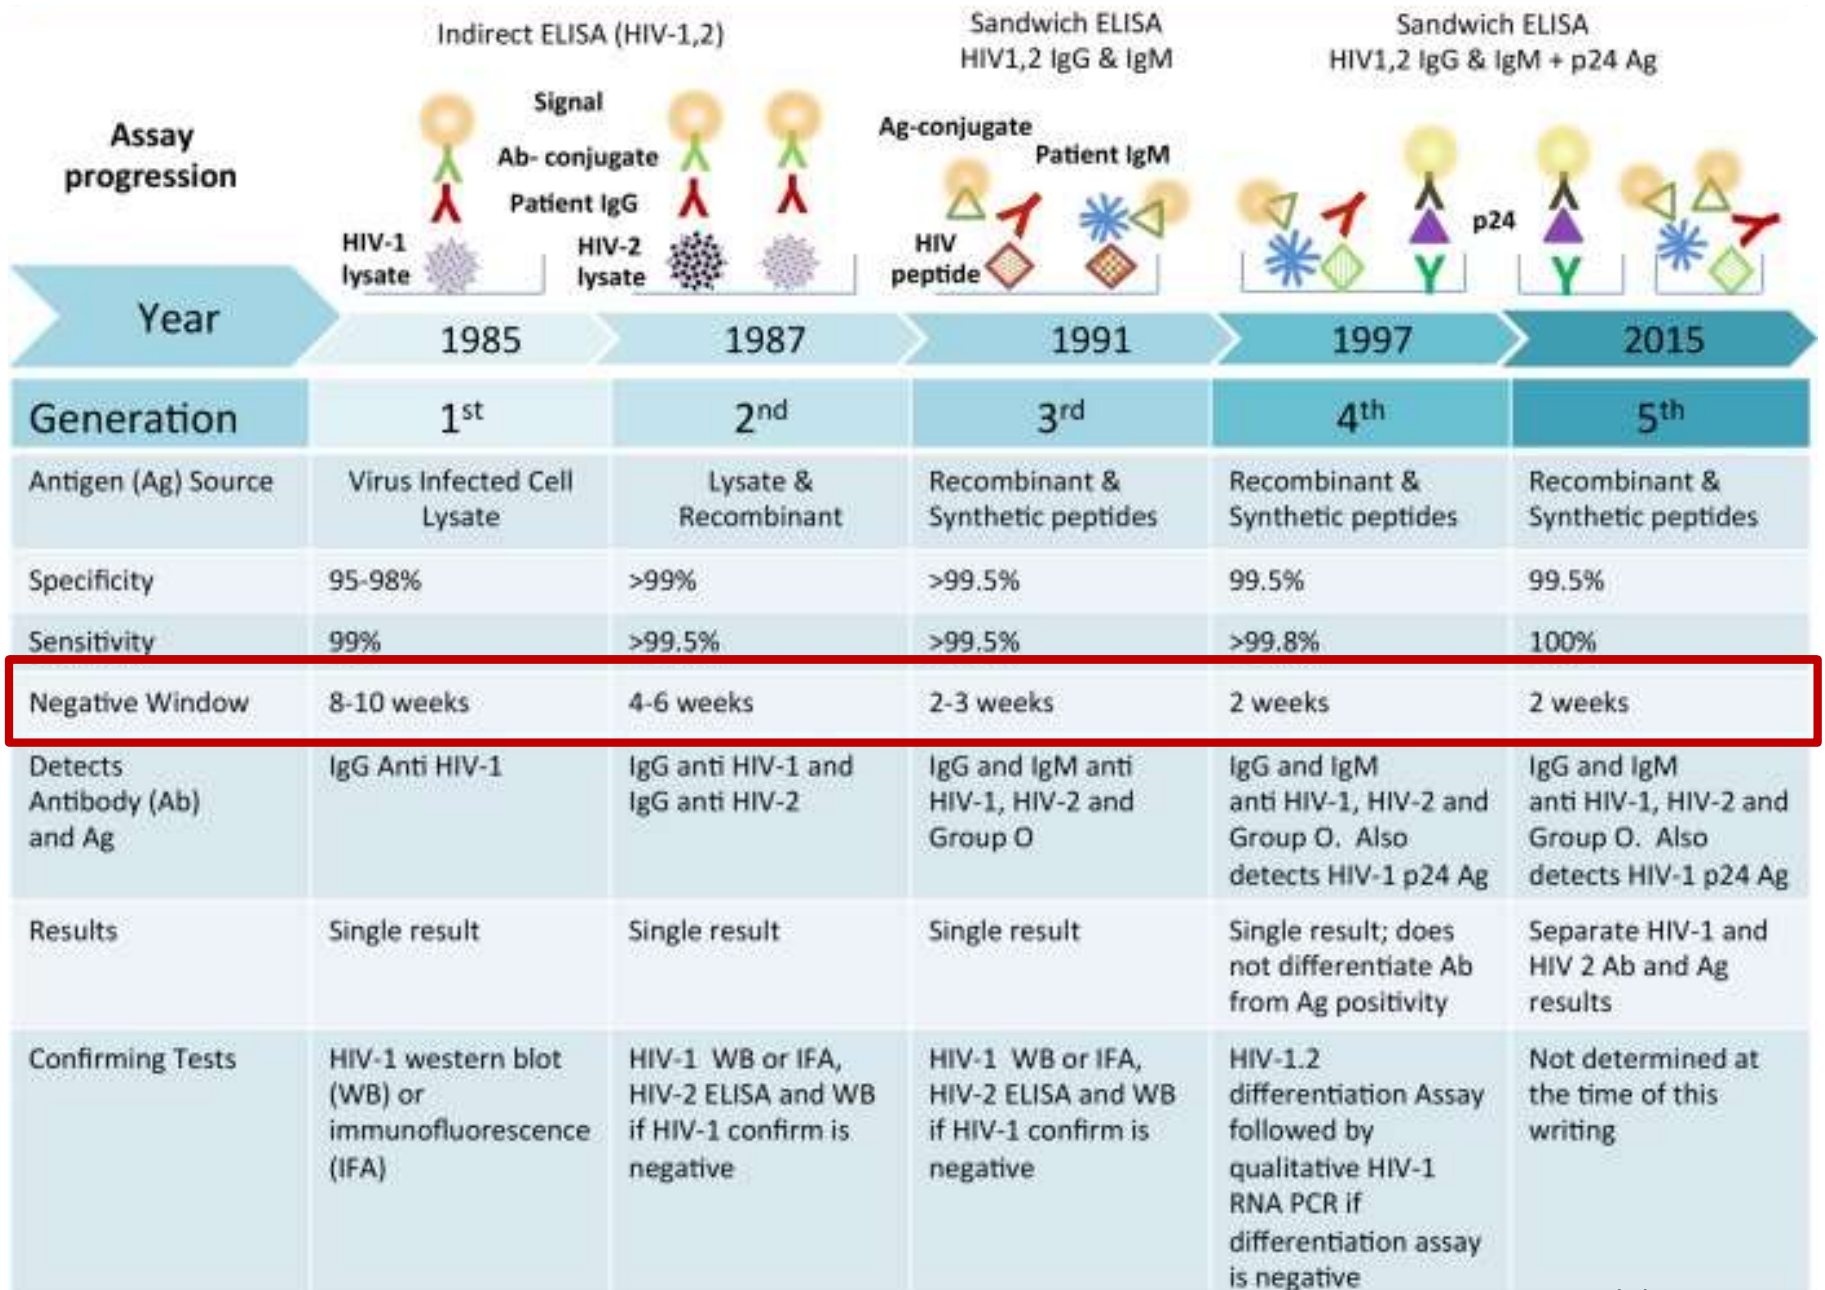 Indirect ELISA (HIV-1,2)
Sandwich ELISA
HIV1,2 IgG & IgM
Sandwich ELISA
HIV1,2 IgG & IgM + p24 Ag
Assay
progression
Signal
Ab- conjugate
Patient IgG
HIV-1
lysate
HIV-2
lysate
Ag-conjugate
Patient IgM
HIV
peptide
p24
Year
1985
1987
1991
1997
2015
Generation
1st
2nd
3rd
4th
5th
Antigen (Ag) Source
Virus Infected Cell
Lysate
Lysate &
Recombinant
Recombinant &
Synthetic peptides
Recombinant &
Synthetic peptides
Recombinant &
Synthetic peptides
Specificity
95-98%
>99%
>99.5%
99.5%
99.5%
Sensitivity
99%
>99.5%
>99.5%
>99.8%
100%
Negative Window
8-10 weeks
4-6 weeks
2-3 weeks
2 weeks
2 weeks
Detects
Antibody (Ab)
and Ag
IgG Anti HIV-1
IgG anti HIV-1 and
IgG anti HIV-2
IgG and IgM anti
HIV-1, HIV-2 and
Group O
IgG and IgM
anti HIV-1, HIV-2 and
Group O. Also
detects HIV-1 p24 Ag
IgG and IgM
anti HIV-1, HIV-2 and
Group O. Also
detects HIV-1 p24 Ag
Results
Single result
Single result
Single result
Single result; does
not differentiate Ab
from Ag positivity
Separate HIV-1 and
HIV 2 Ab and Ag
results
Confirming Tests
HIV-1 western blot
(WB) or
immunofluorescence
(IFA)
HIV-1 WB or IFA,
HIV-2 ELISA and WB
if HIV-1 confirm is
negative
HIV-1 WB or IFA,
HIV-2 ELISA and WB
if HIV-1 confirm is
negative
HIV-1.2
differentiation Assay
followed by
qualitative HIV-1
RNA PCR if
differentiation assay
is negative
Not determined at
the time of this
writing